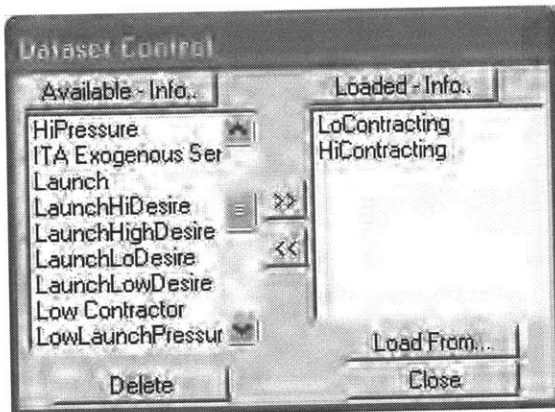 Dataset Control
Available - Info..
HiPressure
ITA Exogenous Ser
Launch
LaunchHiDesire
LaunchHighDesire
LaunchLoDesire
LaunchLowDesire
Low Contractor
LowLaunchPressur
Delete
>>
<<
Loaded - Info..
LoContracting
HiContracting
Load From...
Close